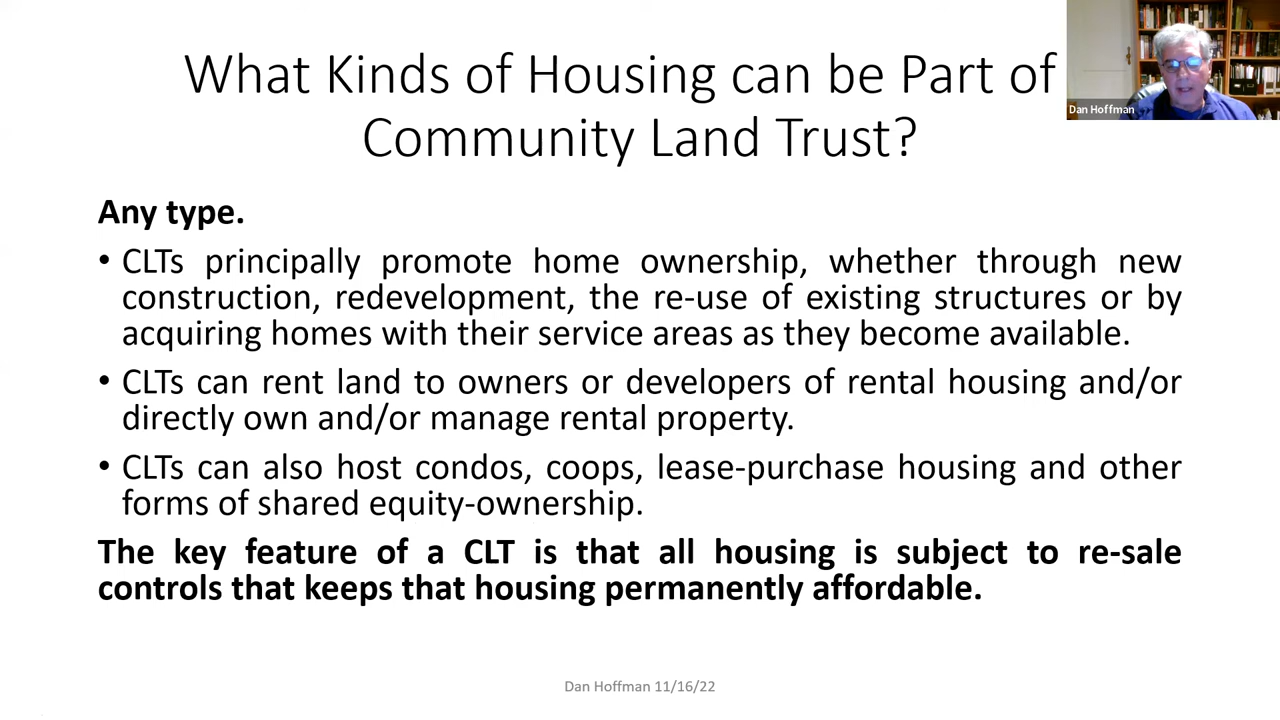 What Kinds of Housing can be Part of
Community Land Trust?
Dan Hoffman
Any type.
• CLTs principally promote home ownership, whether through new
construction, redevelopment, the re-use of existing structures or by
acquiring homes with their service areas as they become available.
• CLTs can rent land to owners or developers of rental housing and/or
directly own and/or manage rental property.
• CLTs can also host condos, coops, lease-purchase housing and other
forms of shared equity-ownership.
The key feature of a CLT is that all housing is subject to re-sale
controls that keeps that housing permanently affordable.
Dan Hoffman 11/16/22